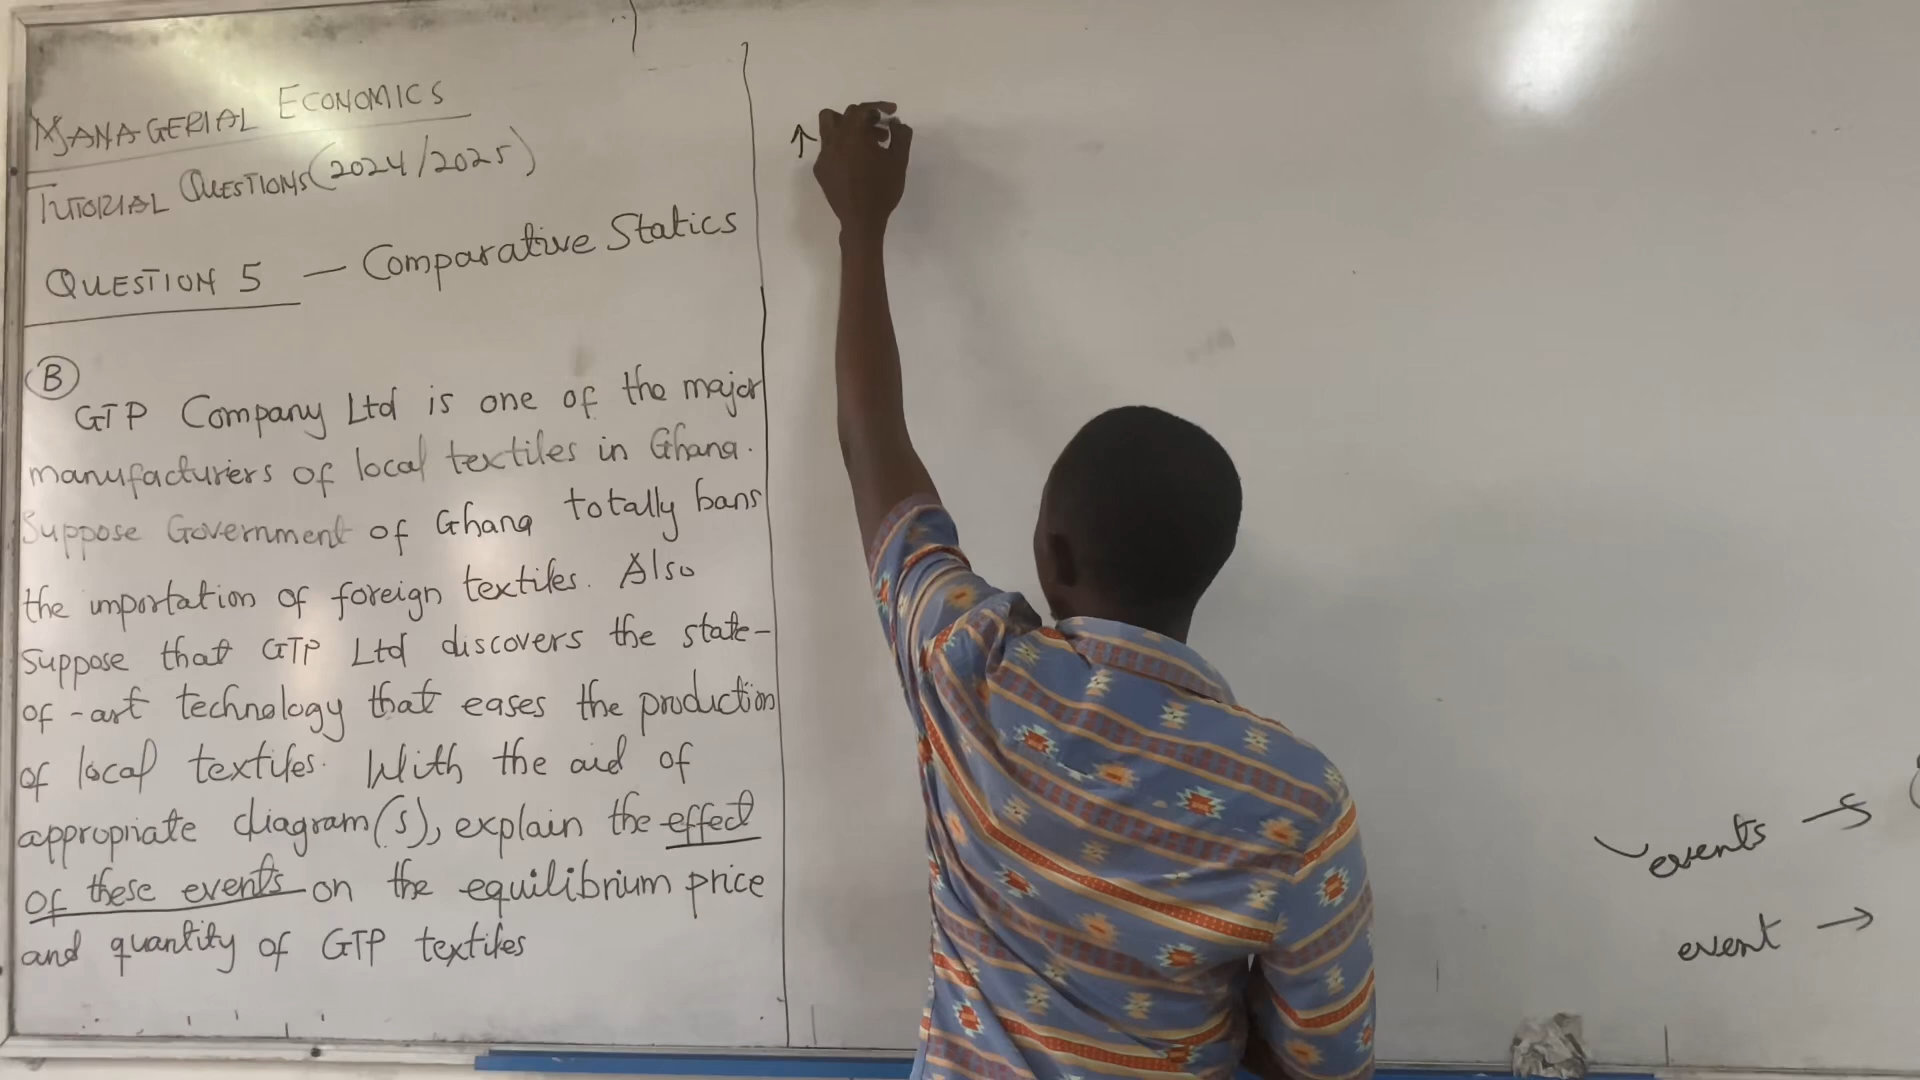 MANAGERIAL ECONOMICS
TUTORIAL QUESTIONS (2024/2025)
QUESTION 5 — Comparative Statics
B
GTP Company Ltd is one of the major
manufacturers of local textiles in Ghana.
Suppose Government of Ghana totally bans
the importation of foreign textiles. Also
suppose that GTP Ltd discovers the state-
of-art technology that eases the production
of local textiles. With the aid of
appropriate diagram(s), explain the effect
of these events on the equilibrium price
and quantity of GTP textiles
↑
events →
event →